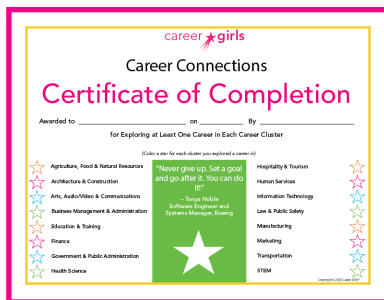 career girls
Career Connections
Certificate of Completion
Awarded to on By
for Exploring at Least One Career in Each Career Cluster
(Color a star for each cluster you explored a career in)
Agriculture, Food & Natural Resources
Architecture & Construction
Arts, Audio/Video & Communications
Business Management & Administration
Education & Training
Finance
Government & Public Administration
Health Science
"Never give up. Set a goal
and go after it. You can do
it!"
– Tonya Noble
Software Engineer and
Systems Manager, Boeing
Hospitality & Tourism
Human Services
Information Technology
Law & Public Safety
Manufacturing
Marketing
Transportation
STEM